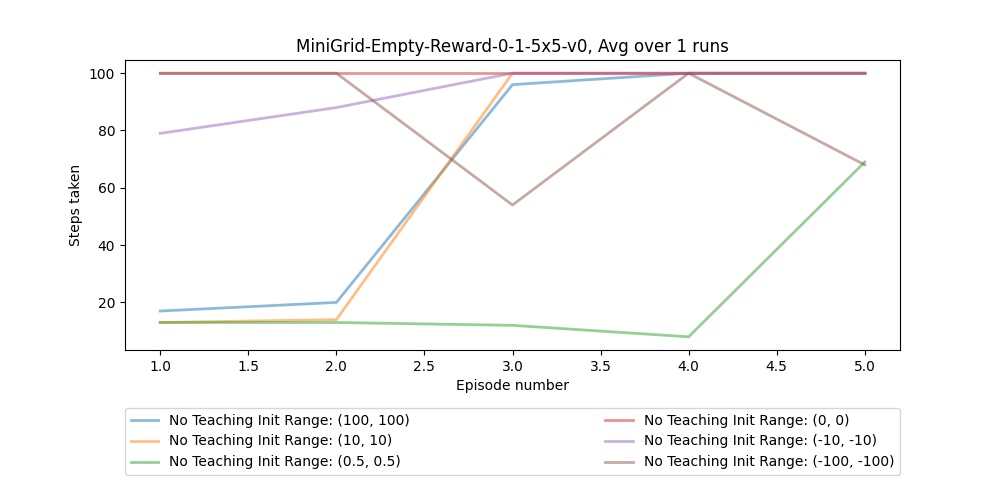 MiniGrid-Empty-Reward-0-1-5x5-v0, Avg over 1 runs
100
80
60
40
20
Steps taken
1.0 1.5 2.0 2.5 3.0 3.5 4.0 4.5 5.0
Episode number
No Teaching Init Range: (100, 100)
No Teaching Init Range: (10, 10)
No Teaching Init Range: (0.5, 0.5)
No Teaching Init Range: (0, 0)
No Teaching Init Range: (-10, -10)
No Teaching Init Range: (-100, -100)